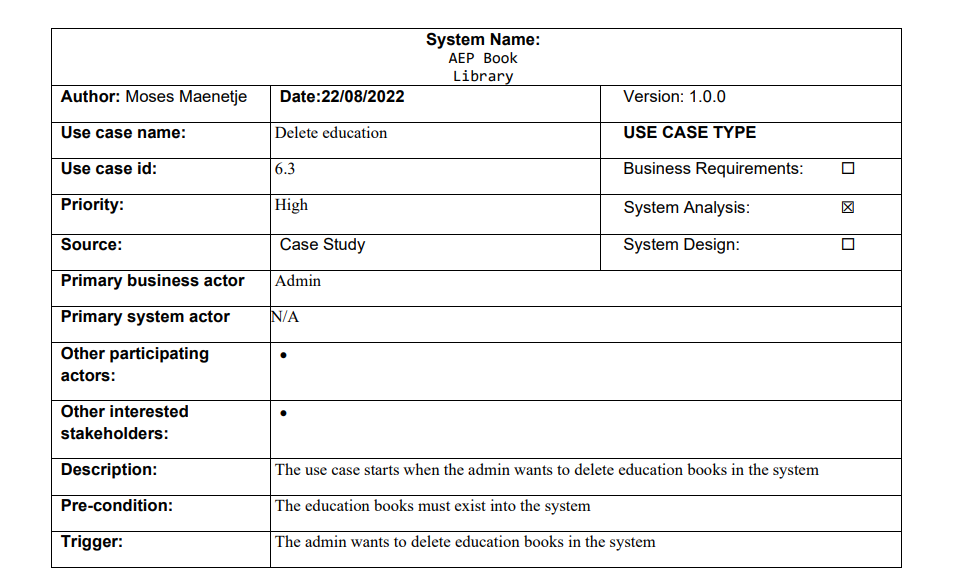 System Name:
AEP Book
Library
Author: Moses Maenetje Date:22/08/2022 Version: 1.0.0
Use case name: Delete education USE CASE TYPE
Use case id: 6.3 Business Requirements: ☐
Priority: High System Analysis: ☒
Source: Case Study System Design: ☐
Primary business actor Admin
Primary system actor N/A
Other participating •
actors:
Other interested •
stakeholders:
Description: The use case starts when the admin wants to delete education books in the system
Pre-condition: The education books must exist into the system
Trigger: The admin wants to delete education books in the system